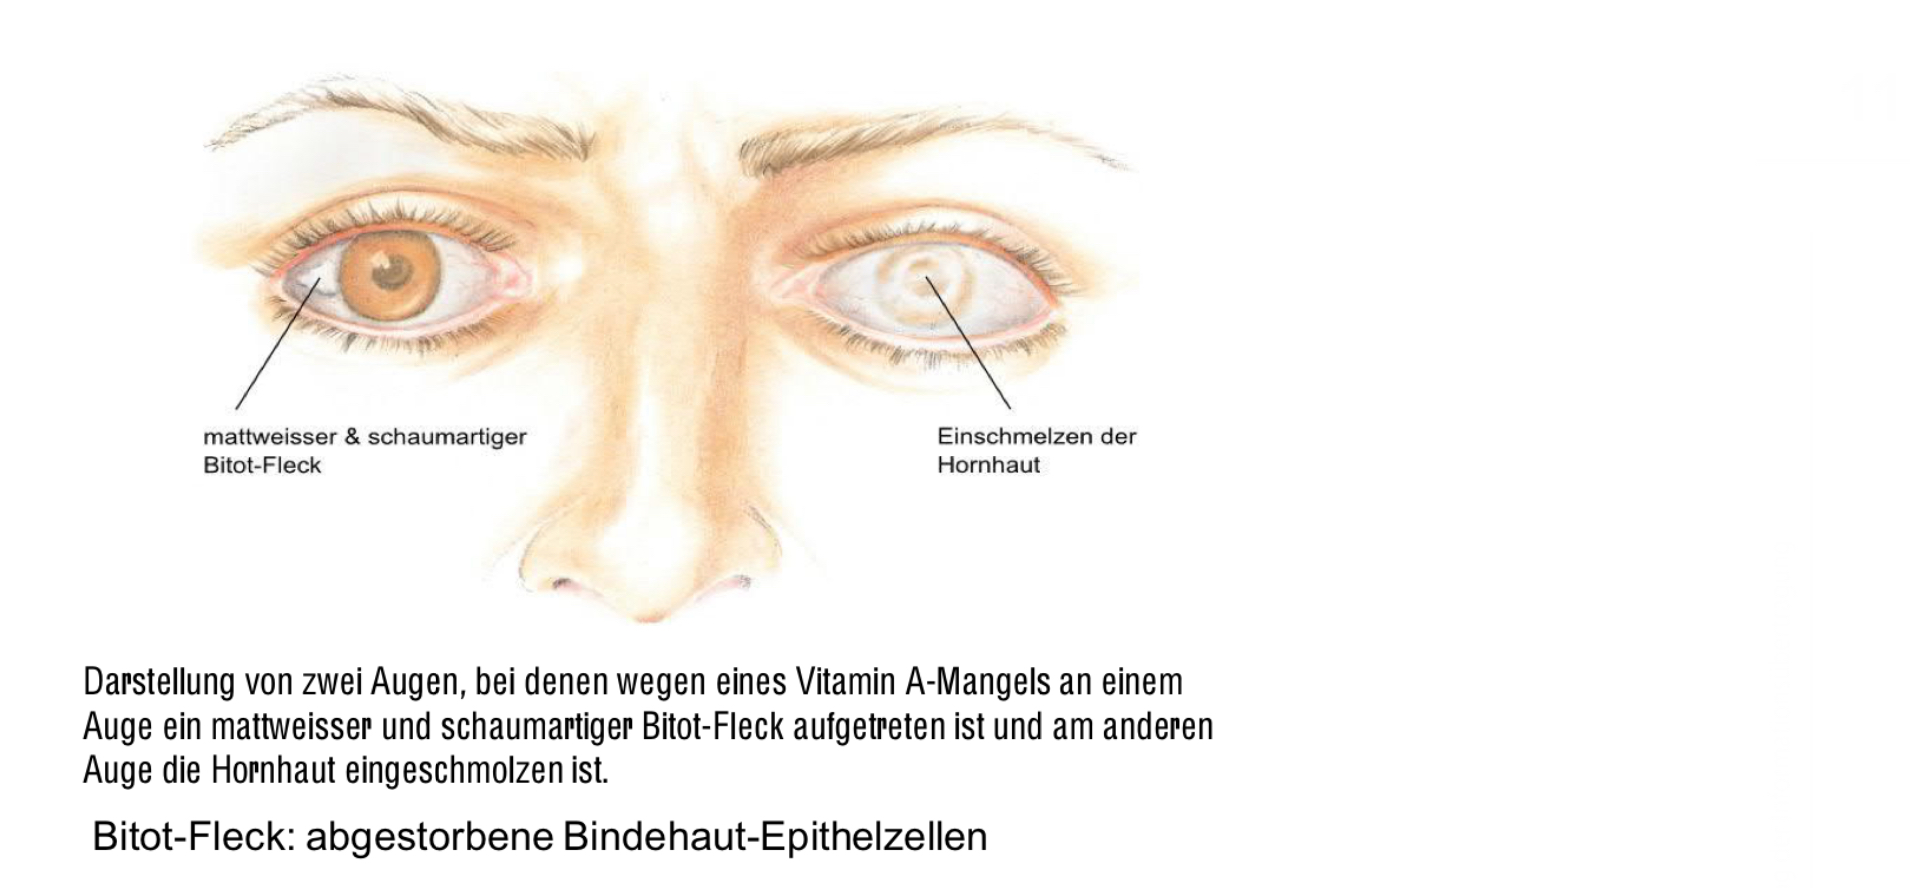 mattweisser & schaumartiger
Bitot-Fleck
Einschmelzen der
Hornhaut
Darstellung von zwei Augen, bei denen wegen eines Vitamin A-Mangels an einem
Auge ein mattweisser und schaumartiger Bitot-Fleck aufgetreten ist und am anderen
Auge die Hornhaut eingeschmolzen ist.
Bitot-Fleck: abgestorbene Bindehaut-Epithelzellen